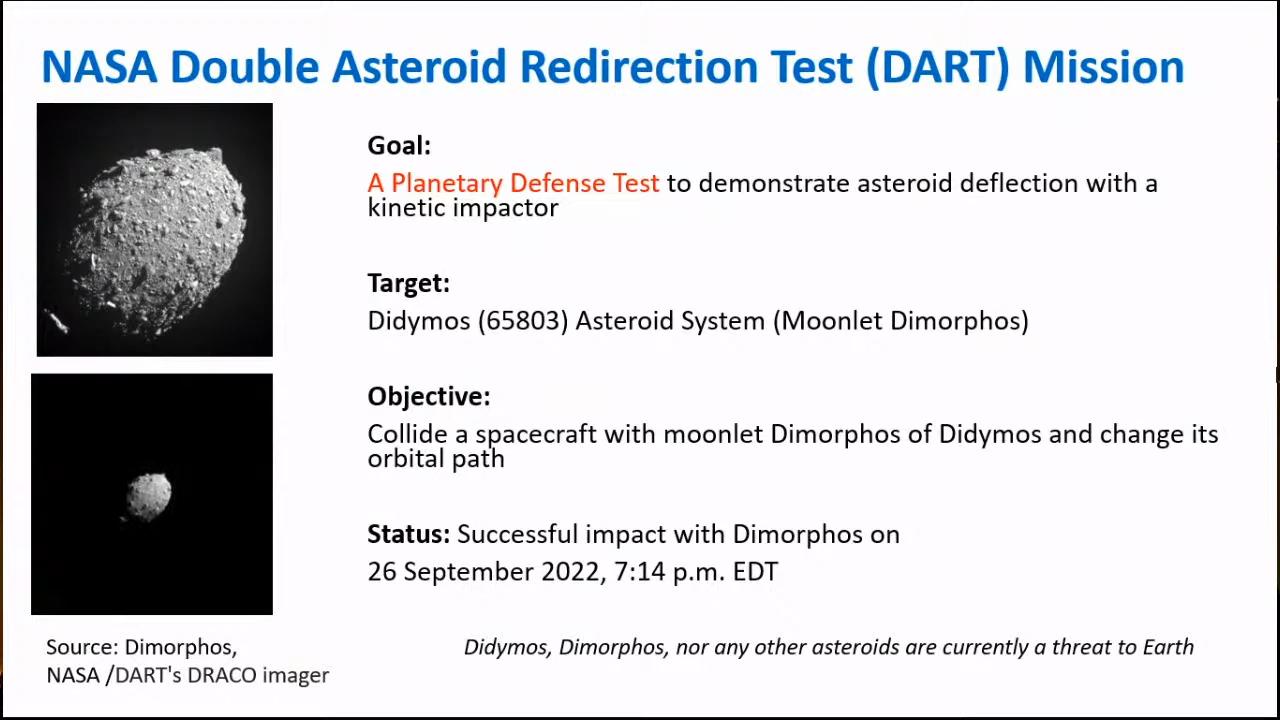 NASA Double Asteroid Redirection Test (DART) Mission
Goal:
A Planetary Defense Test to demonstrate asteroid deflection with a
kinetic impactor
Target:
Didymos (65803) Asteroid System (Moonlet Dimorphos)
Objective:
Collide a spacecraft with moonlet Dimorphos of Didymos and change its
orbital path
Status: Successful impact with Dimorphos on
26 September 2022, 7:14 p.m. EDT
Source: Dimorphos,
NASA /DART's DRACO imager
Didymos, Dimorphos, nor any other asteroids are currently a threat to Earth